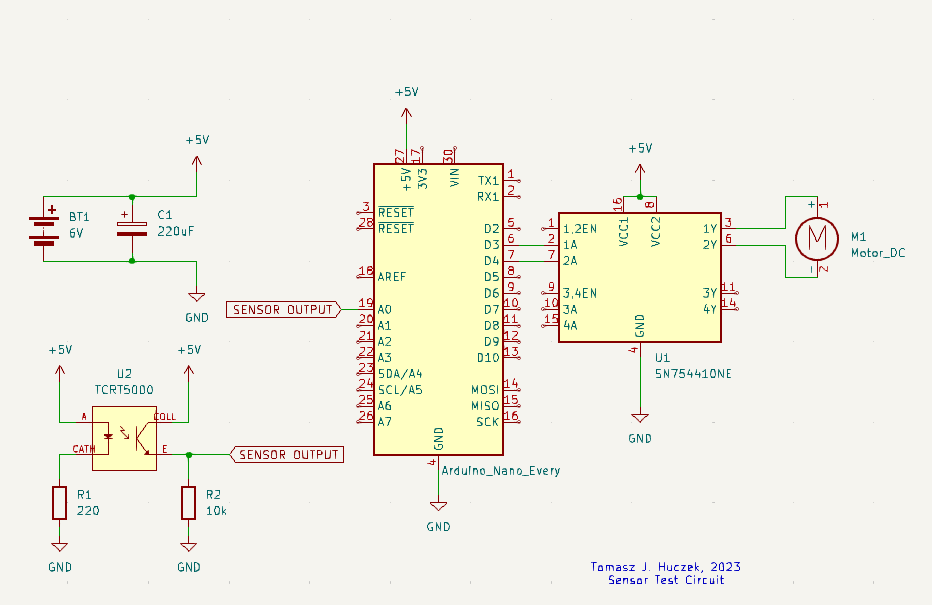 +5V
+
BT1
6V
+
C1
220uF
GND
+5V
27
17
30
+5V
3V3
VIN
3
RESET
28
RESET
18
AREF
19
A0
20
A1
21
A2
22
A3
23
SDA/A4
24
SCL/A5
25
A6
26
A7
TX1
1
RX1
2
D2
5
D3
6
D4
7
D5
8
D6
9
D7
10
D8
11
D9
12
D10
13
MOSI
14
MISO
15
SCK
16
GND
4
Arduino_Nano_Every
GND
SENSOR OUTPUT
+5V
16
8
VCC1
VCC2
1
1,2EN
2
1A
7
2A
9
3,4EN
10
3A
15
4A
1Y
3
2Y
6
3Y
11
4Y
14
GND
4
U1
SN754410NE
GND
+
1
M
-
2
M1
Motor_DC
+5V
+5V
U2
TCRT5000
A
COLL
CATH
E
SENSOR OUTPUT
R1
220
R2
10k
GND
GND
Tomasz J. Huczek, 2023
Sensor Test Circuit